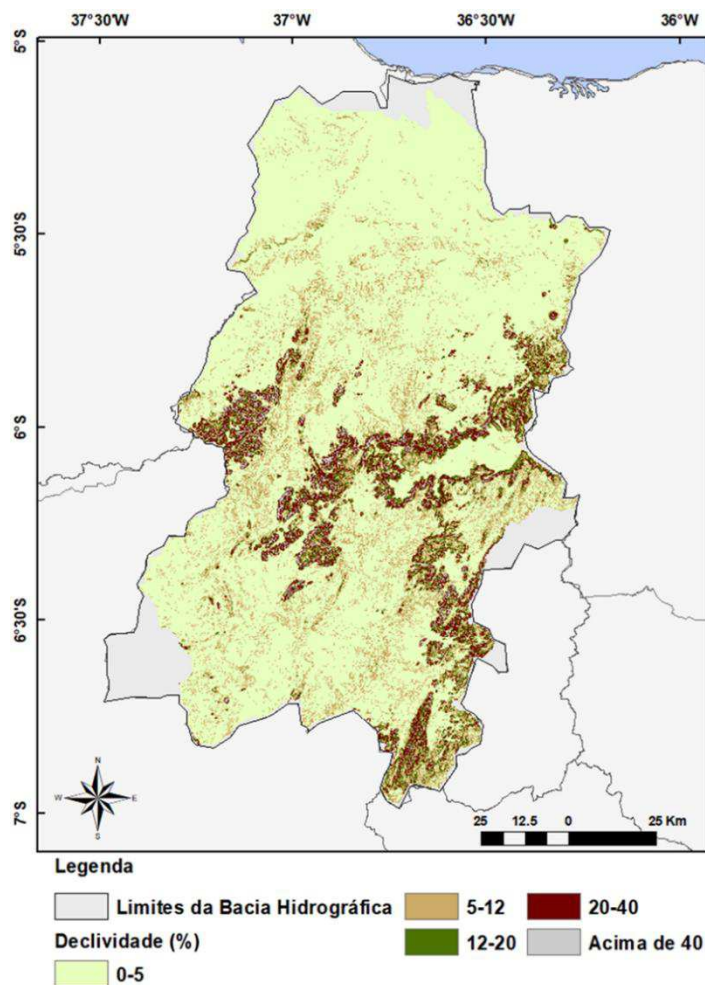 37°30'W 37°W 36°30'W 36°W
5°S
5°30'S
6°S
6°30'S
7°S
N
W E
S
25 12.5 0 25 Km
Legenda
Limites da Bacia Hidrográfica 5-12 20-40
Declividade (%) 12-20 Acima de 40
0-5